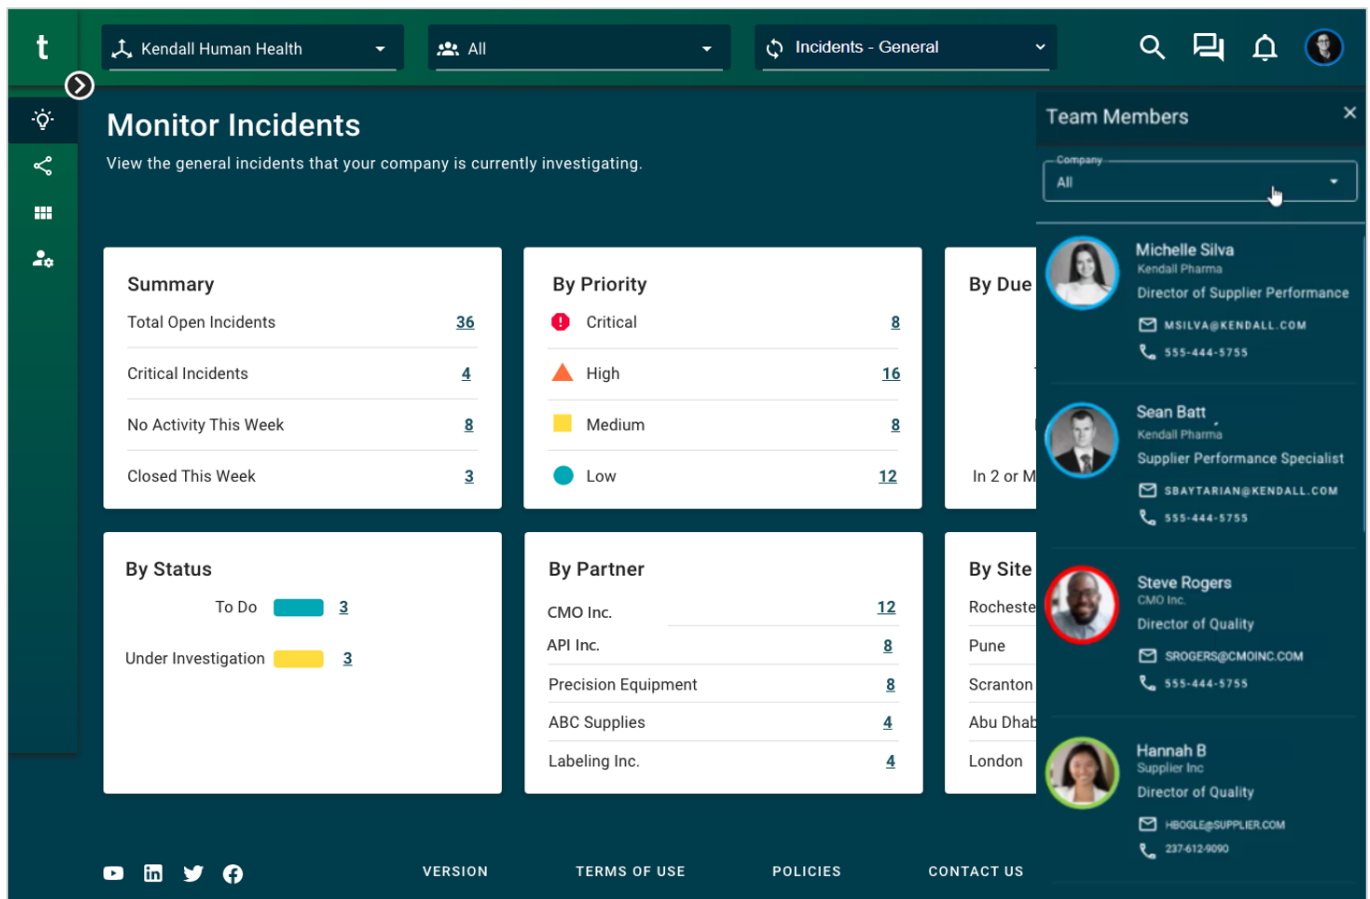 t
Kendall Human Health
All
Incidents - General
Monitor Incidents
View the general incidents that your company is currently investigating.
Summary
Total Open Incidents 36
Critical Incidents 4
No Activity This Week 8
Closed This Week 3
By Priority
Critical 8
High 16
Medium 8
Low 12
By Due
In 2 or M
By Status
To Do 3
Under Investigation 3
By Partner
CMO Inc. 12
API Inc. 8
Precision Equipment 8
ABC Supplies 4
Labeling Inc. 4
By Site
Rocheste
Pune
Scranton
Abu Dhab
London
Team Members
Company
All
Michelle Silva
Kendall Pharma
Director of Supplier Performance
MSILVA@KENDALL.COM
555-444-5755
Sean Batt
Kendall Pharma
Supplier Performance Specialist
SBAYTARIAN@KENDALL.COM
555-444-5755
Steve Rogers
CMO Inc.
Director of Quality
SROGERS@CMOINC.COM
555-444-5755
Hannah B
Supplier Inc
Director of Quality
HBOGLE@SUPPLIER.COM
237-612-9090
VERSION
TERMS OF USE
POLICIES
CONTACT US